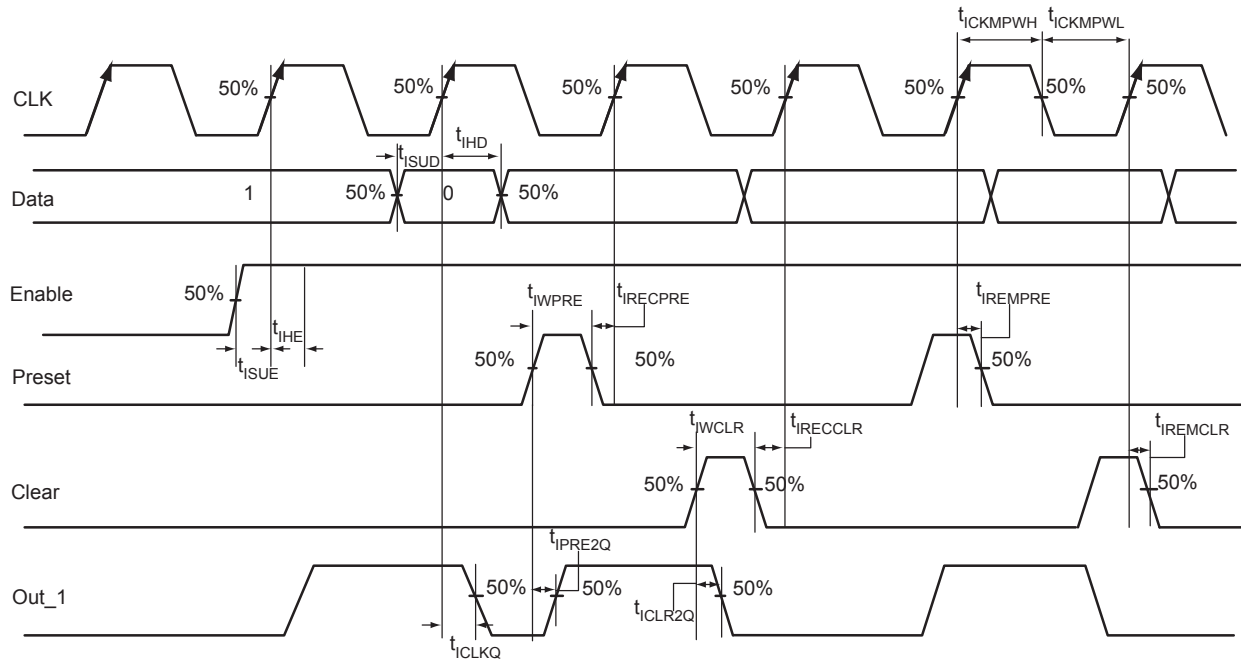 tICKMPWH tICKMPWL
CLK 50% 50% 50% 50% 50% 50% 50%
tISUD tIHD
Data 1 50% 0 50%
Enable 50%
tIHE
tISUE
tIWPRE tIRECPRE tIREMPRE
Preset 50% 50% 50%
tIWCLR tIRECCLR tIREMCLR
Clear 50% 50% 50%
tIPRE2Q
Out_1 50% 50% 50%
tICLR2Q
tICLKQ